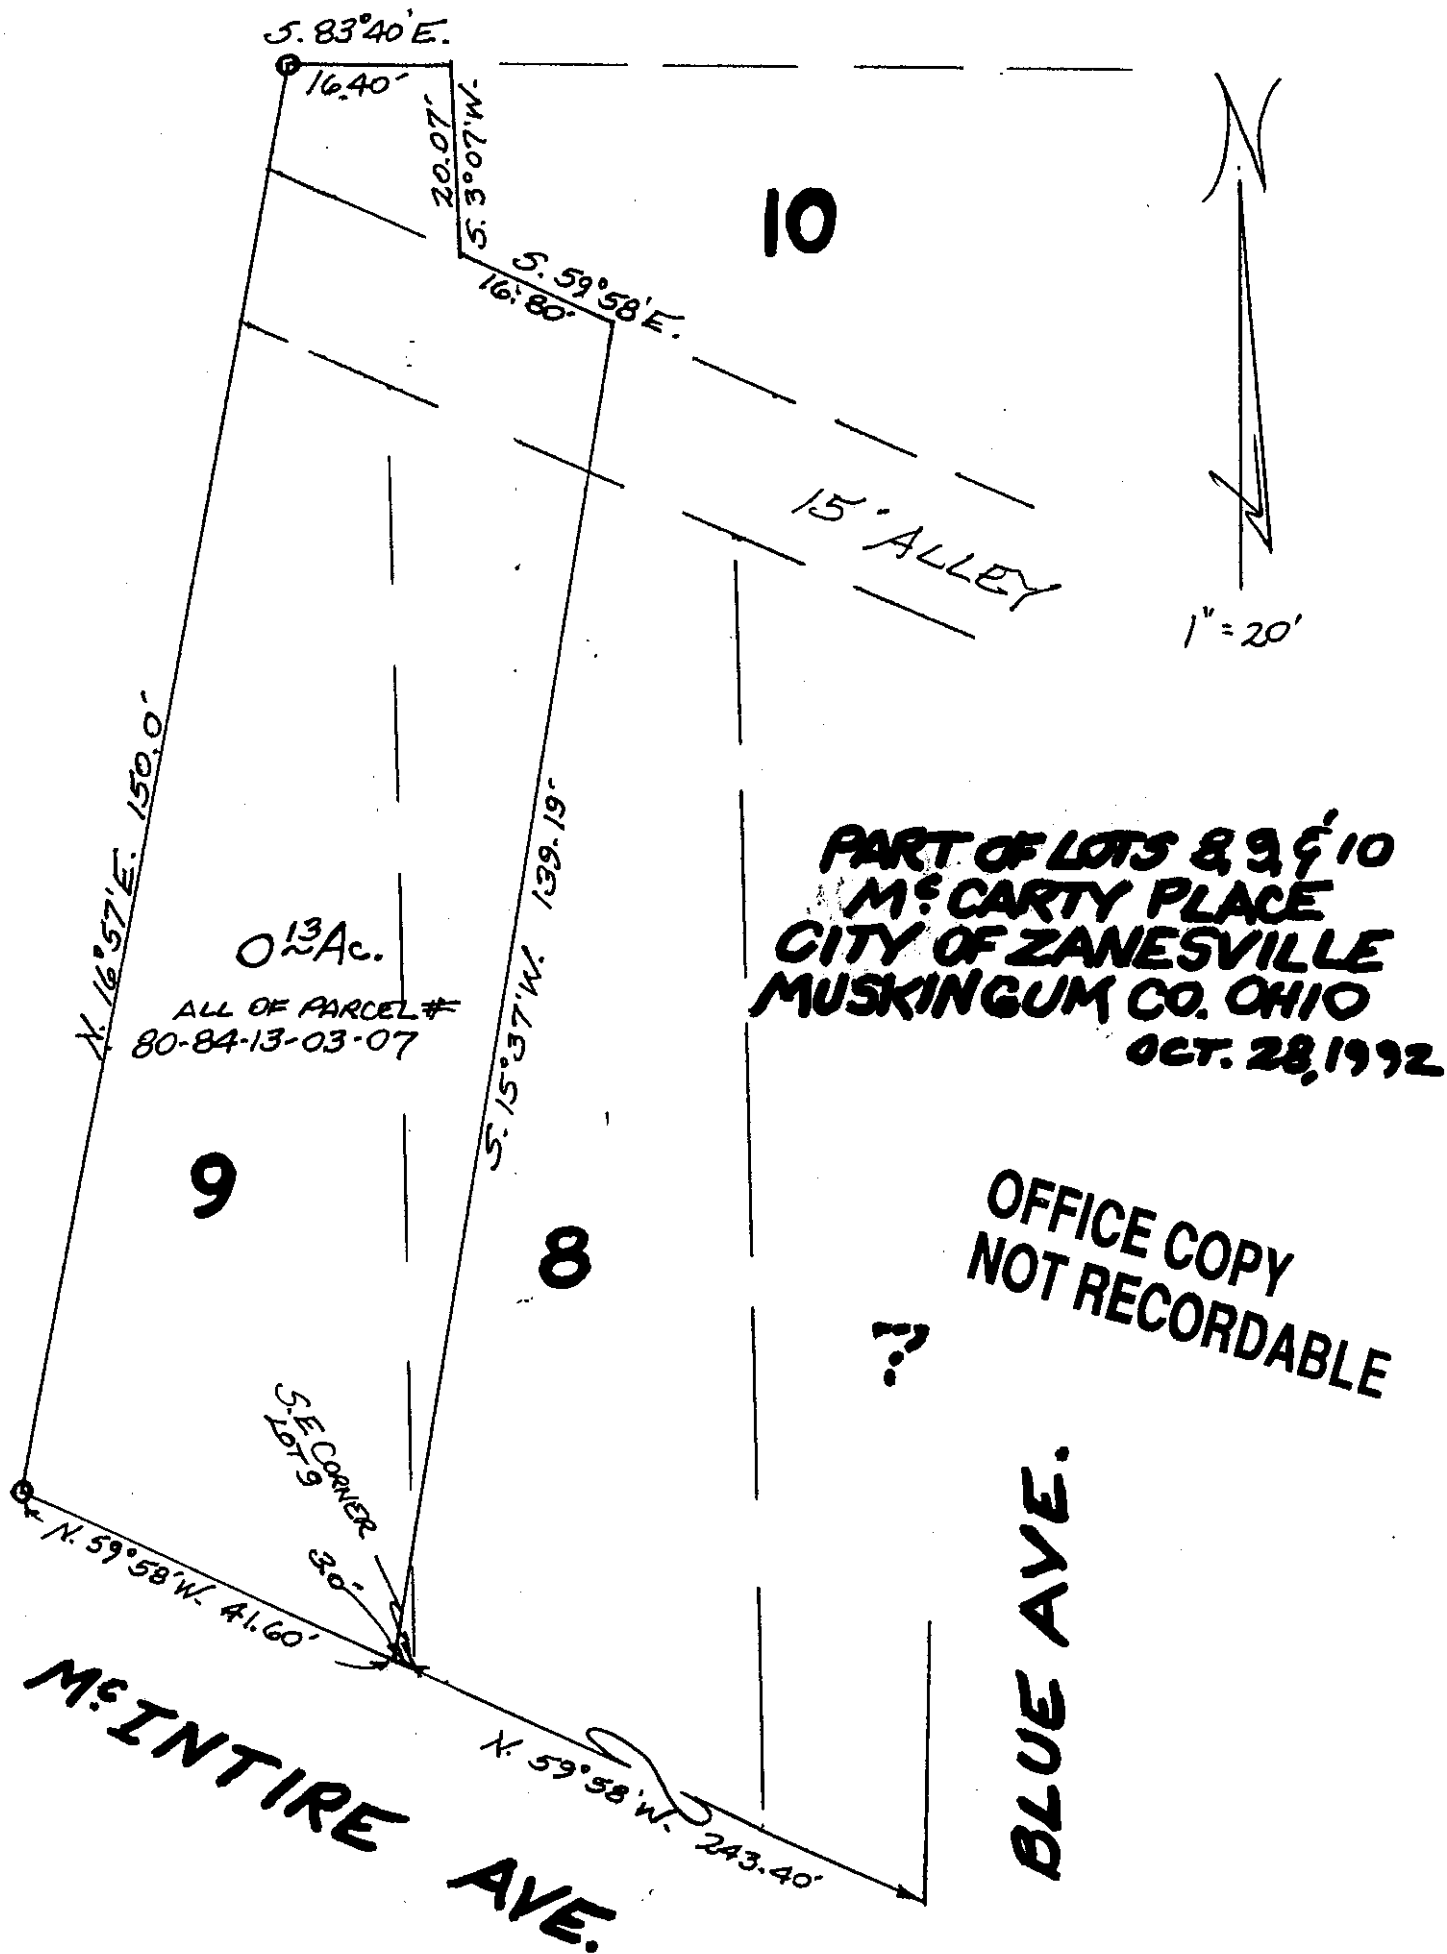 S. 83°40'E.
16.40'
20.07'
S. 3°07'W.
S. 59°58'E.
16.80'
10
15' ALLEY
1" = 20'
N. 16°57'E. 150.0'
S. 15°37'W. 139.19'
0 13 Ac.
ALL OF PARCEL #
80-84-13-03-07
PART OF LOTS 8, 9, & 10
Mc CARTY PLACE
CITY OF ZANESVILLE
MUSKINGUM CO. OHIO
OCT. 28, 1992
9
8
7
OFFICE COPY
NOT RECORDABLE
S.E CORNER
LOT 9
3.0'
N. 59°58'W. 41.60'
N. 59°58'W. 243.40'
Mc INTIRE AVE.
BLUE AVE.